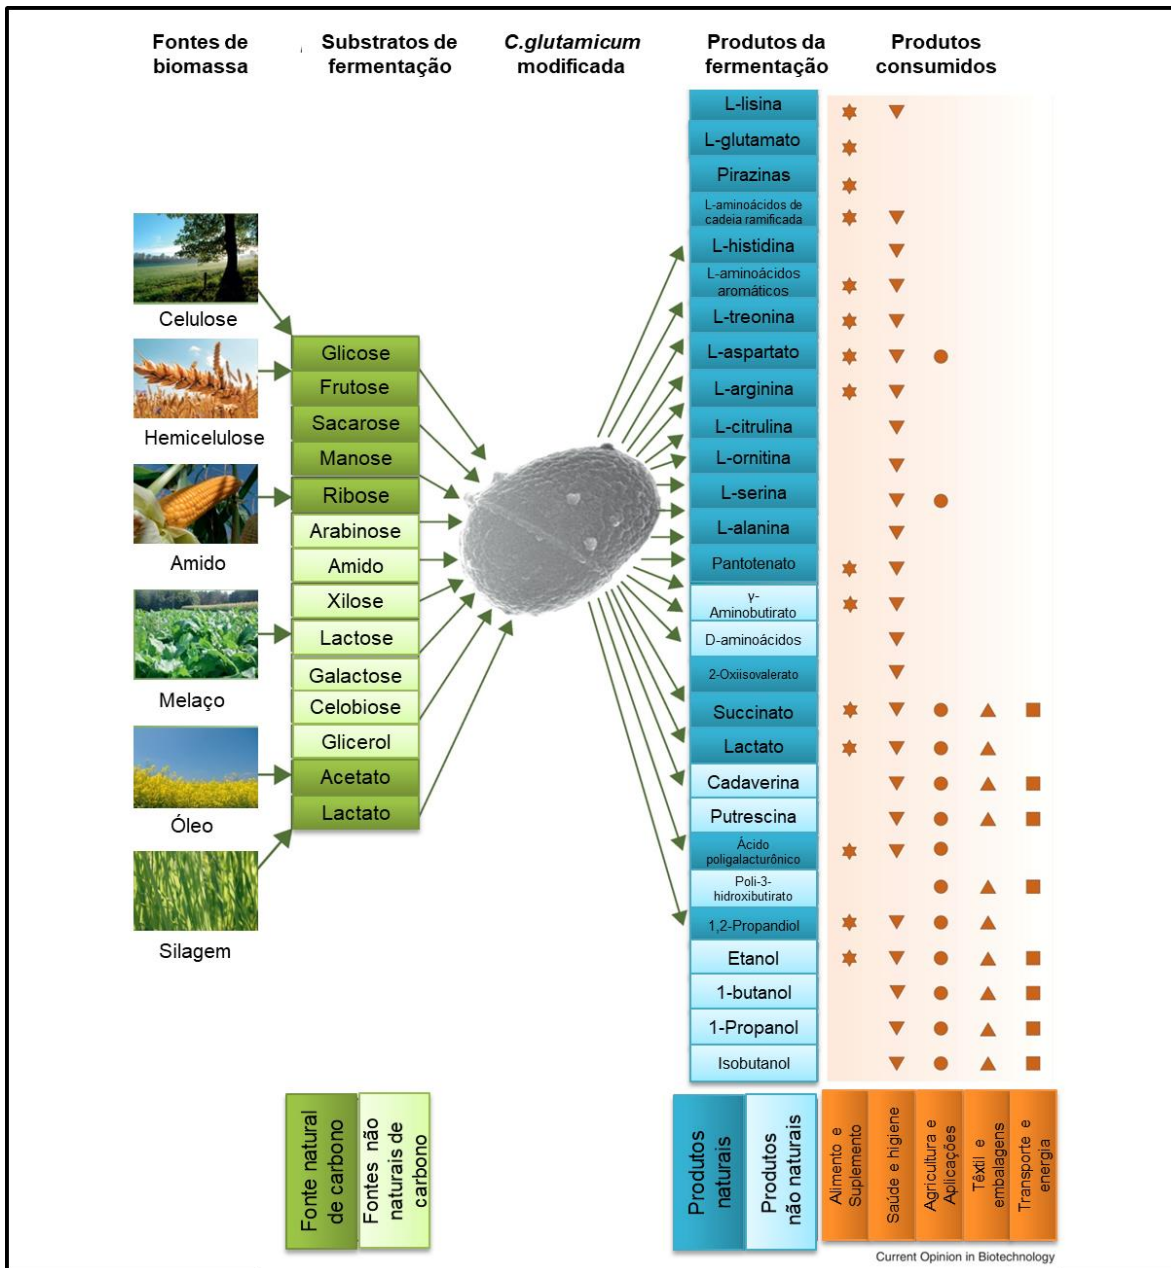 Fontes de
biomassa
Substratos de
fermentação
C.glutamicum
modificada
Produtos da
fermentação
Produtos
consumidos
Celulose
Hemicelulose
Amido
Melaço
Óleo
Silagem
Glicose
Frutose
Sacarose
Manose
Ribose
Arabinose
Amido
Xilose
Lactose
Galactose
Celobiose
Glicerol
Acetato
Lactato
L-lisina
L-glutamato
Pirazinas
L-aminoácidos de
cadeia ramificada
L-histidina
L-aminoácidos
aromáticos
L-treonina
L-aspartato
L-arginina
L-citrulina
L-ornitina
L-serina
L-alanina
Pantotenato
γ-
Aminobutirato
D-aminoácidos
2-Oxiisovalerato
Succinato
Lactato
Cadaverina
Putrescina
Ácido
poligalacturônico
Poli-3-
hidroxibutirato
1,2-Propandiol
Etanol
1-butanol
1-Propanol
Isobutanol
Fonte natural
de carbono
Fontes não
naturais de
carbono
Produtos
naturais
Produtos
não naturais
Alimento e
Suplemento
Saúde e higiene
Agricultura e
Aplicações
Têxtil e
embalagens
Transporte e
energia
Current Opinion in Biotechnology